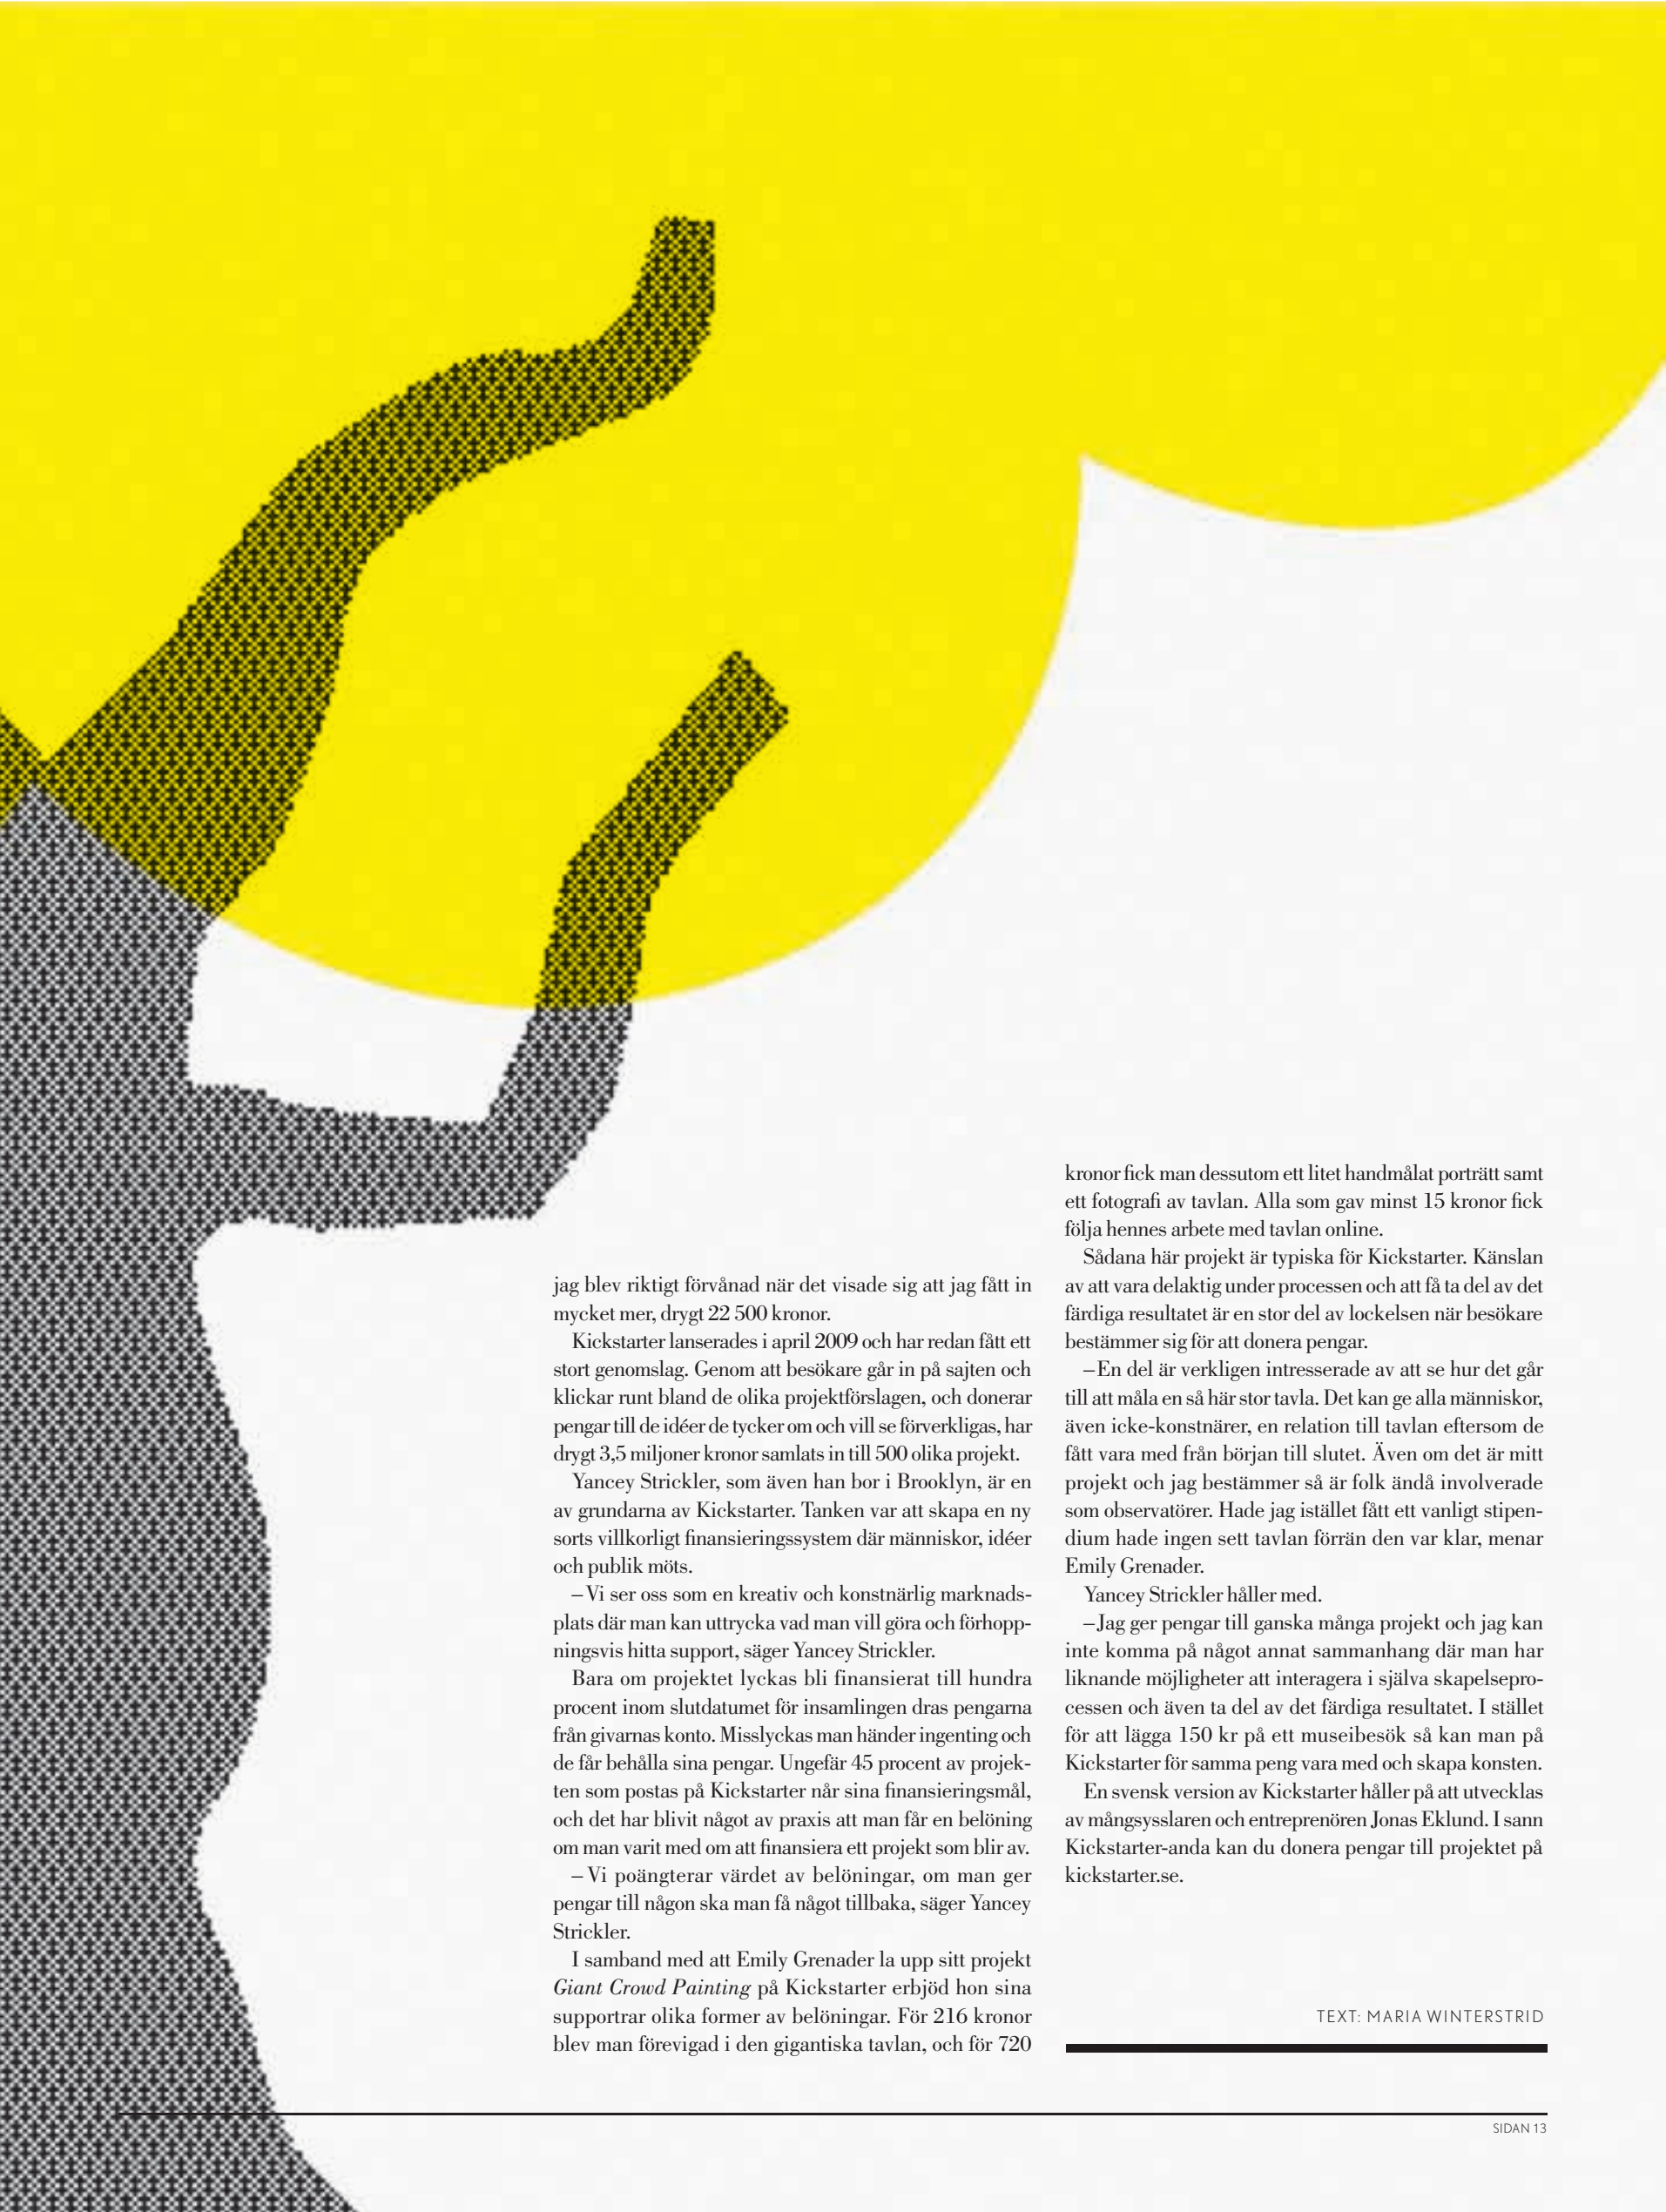 jag blev riktigt förvånad när det visade sig att jag fått in
mycket mer, drygt 22 500 kronor.
Kickstarter lanserades i april 2009 och har redan fått ett
stort genomslag. Genom att besökare går in på sajten och
klickar runt bland de olika projektförslagen, och donerar
pengar till de idéer de tycker om och vill se förverkligas, har
drygt 3,5 miljoner kronor samlats in till 500 olika projekt.
Yancey Strickler, som även han bor i Brooklyn, är en
av grundarna av Kickstarter. Tanken var att skapa en ny
sorts villkorligt finansieringssystem där människor, idéer
och publik möts.
–Vi ser oss som en kreativ och konstnärlig marknads-
plats där man kan uttrycka vad man vill göra och förhopp-
ningsvis hitta support, säger Yancey Strickler.
Bara om projektet lyckas bli finansierat till hundra
procent inom slutdatumet för insamlingen dras pengarna
från givarnas konto. Misslyckas man händer ingenting och
de får behålla sina pengar. Ungefär 45 procent av projek-
ten som postas på Kickstarter når sina finansieringsmål,
och det har blivit något av praxis att man får en belöning
om man varit med om att finansiera ett projekt som blir av.
–Vi poängterar värdet av belöningar, om man ger
pengar till någon ska man få något tillbaka, säger Yancey
Strickler.
I samband med att Emily Grenader la upp sitt projekt
Giant Crowd Painting på Kickstarter erbjöd hon sina
supportrar olika former av belöningar. För 216 kronor
blev man förevigad i den gigantiska tavlan, och för 720
kronor fick man dessutom ett litet handmålat porträtt samt
ett fotografi av tavlan. Alla som gav minst 15 kronor fick
följa hennes arbete med tavlan online.
Sådana här projekt är typiska för Kickstarter. Känslan
av att vara delaktig under processen och att få ta del av det
färdiga resultatet är en stor del av lockelsen när besökare
bestämmer sig för att donera pengar.
–En del är verkligen intresserade av att se hur det går
till att måla en så här stor tavla. Det kan ge alla människor,
även icke-konstnärer, en relation till tavlan eftersom de
fått vara med från början till slutet. Även om det är mitt
projekt och jag bestämmer så är folk ändå involverade
som observatörer. Hade jag istället fått ett vanligt stipen-
dium hade ingen sett tavlan förrän den var klar, menar
Emily Grenader.
Yancey Strickler håller med.
–Jag ger pengar till ganska många projekt och jag kan
inte komma på något annat sammanhang där man har
liknande möjligheter att interagera i själva skapelsepro-
cessen och även ta del av det färdiga resultatet. I stället
för att lägga 150 kr på ett museibesök så kan man på
Kickstarter för samma peng vara med och skapa konsten.
En svensk version av Kickstarter håller på att utvecklas
av mångsysslaren och entreprenören Jonas Eklund. I sann
Kickstarter-anda kan du donera pengar till projektet på
kickstarter.se.
TEXT: MARIA WINTERSTRID
SIDAN 13